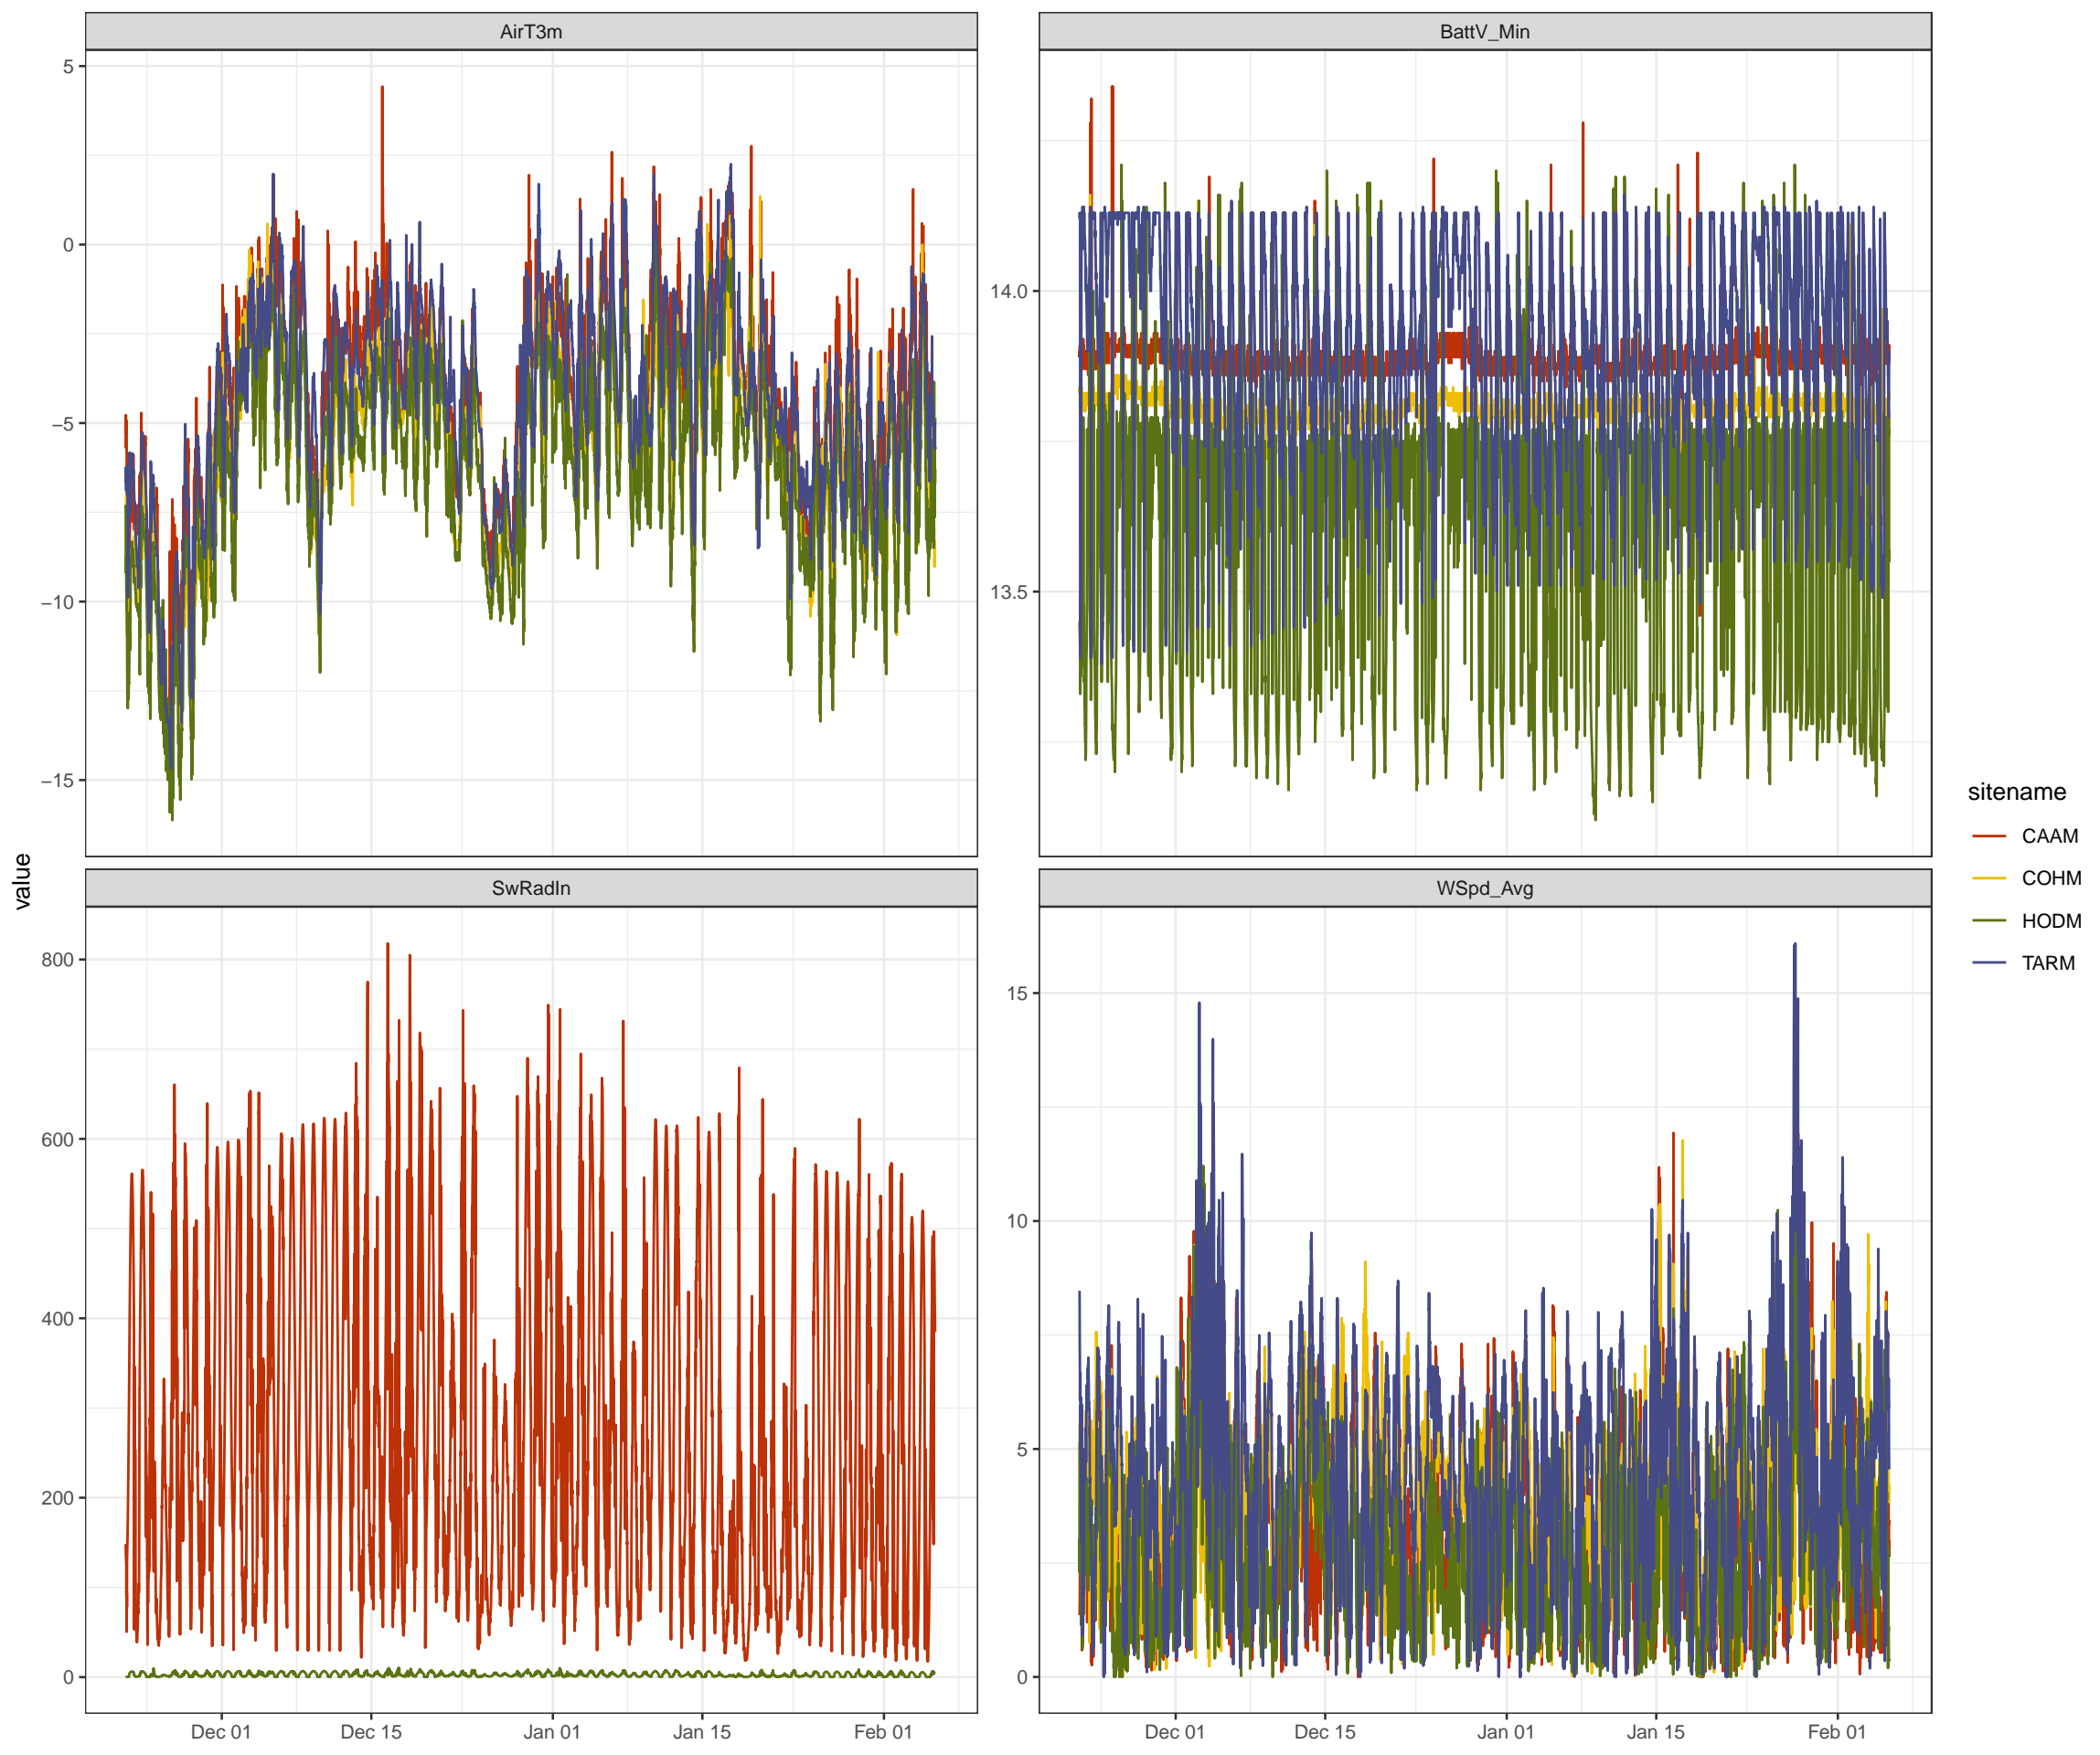 AirT3m
BattV_Min
5
0
−5
−10
−15
14.0
13.5
value
SwRadIn
WSpd_Avg
800
600
400
200
0
15
10
5
0
Dec 01
Dec 15
Jan 01
Jan 15
Feb 01
Dec 01
Dec 15
Jan 01
Jan 15
Feb 01
sitename
CAAM
COHM
HODM
TARM